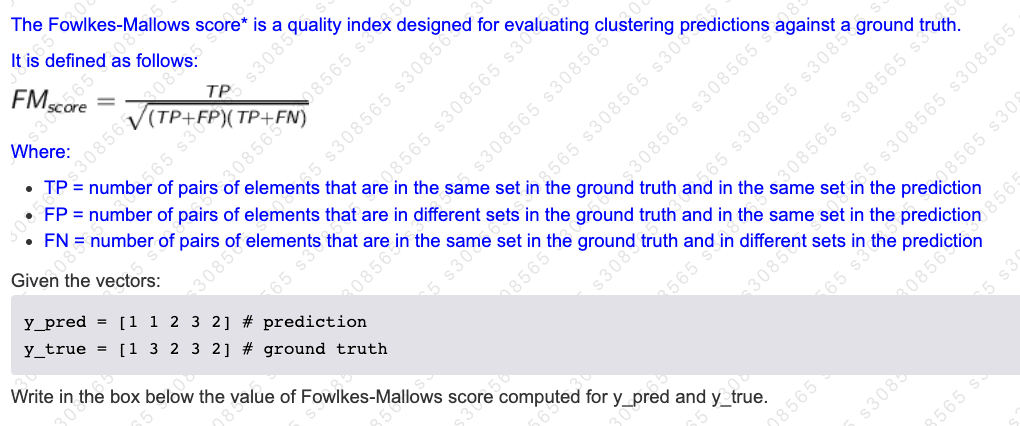 The Fowlkes-Mallows score* is a quality index designed for evaluating clustering predictions against a ground truth.
It is defined as follows:
FMscore = TP / √(TP+FP)(TP+FN)
Where:
• TP = number of pairs of elements that are in the same set in the ground truth and in the same set in the prediction
• FP = number of pairs of elements that are in different sets in the ground truth and in the same set in the prediction
• FN = number of pairs of elements that are in the same set in the ground truth and in different sets in the prediction
Given the vectors:
y_pred = [1 1 2 3 2] # prediction
y_true = [1 3 2 3 2] # ground truth
Write in the box below the value of Fowlkes-Mallows score computed for y_pred and y_true.
s308565